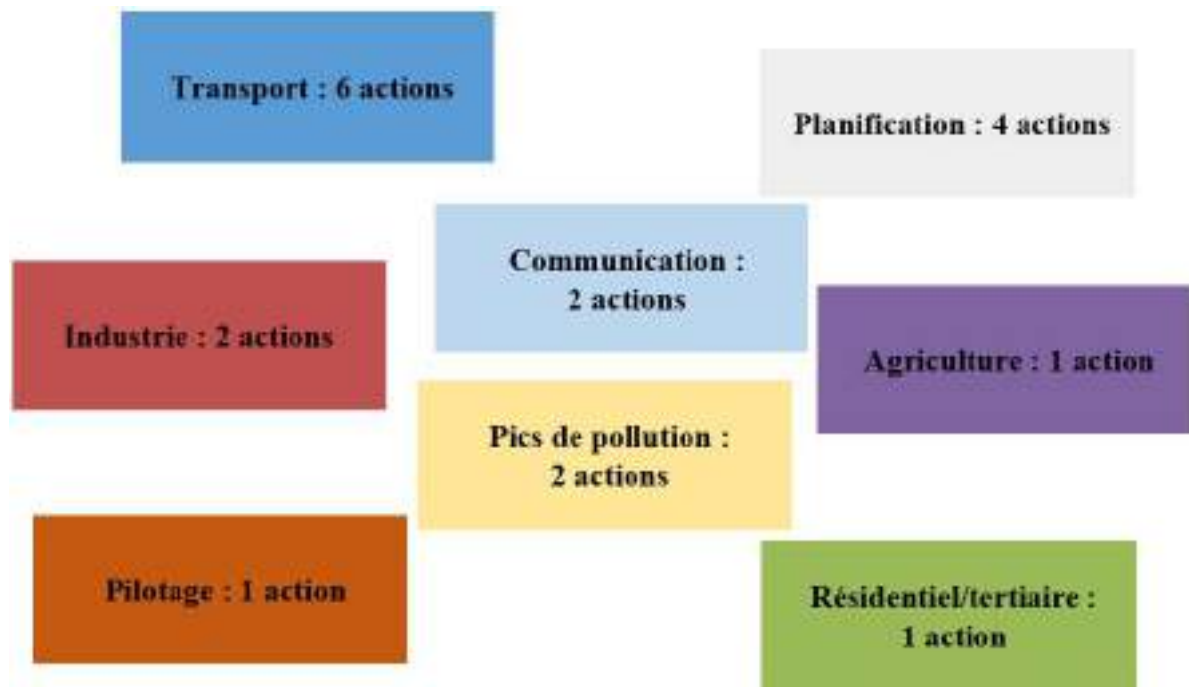 Transport : 6 actions
Planification : 4 actions
Communication :
2 actions
Industrie : 2 actions
Agriculture : 1 action
Pics de pollution :
2 actions
Pilotage : 1 action
Résidentiel/tertiaire :
1 action